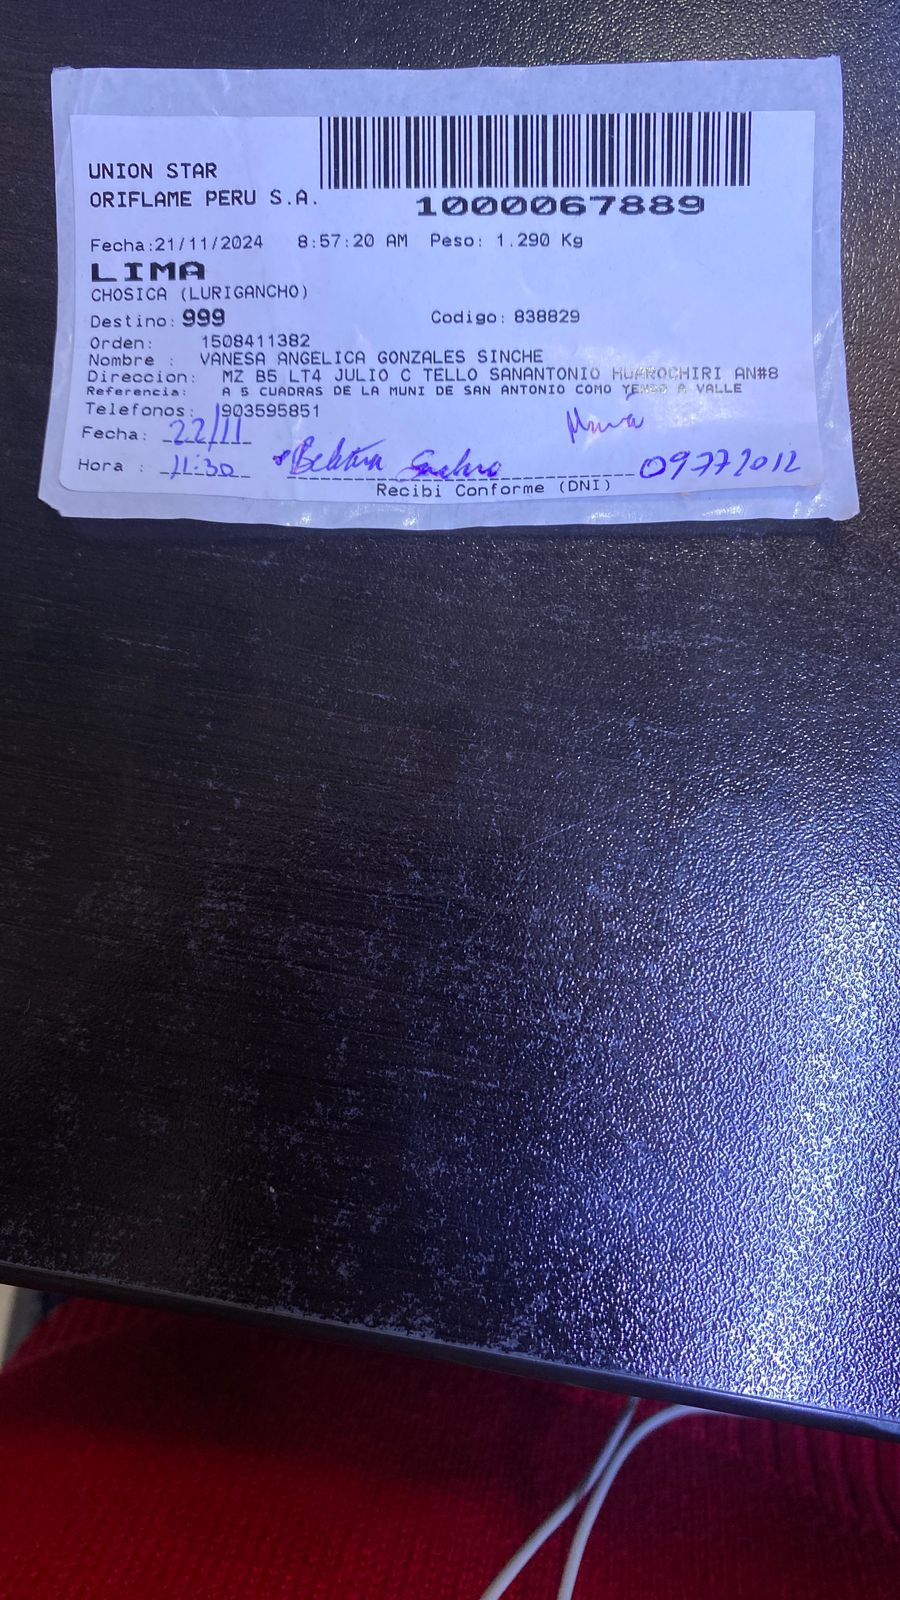 UNION STAR
ORIFLAME PERU S.A.
1000067889
Fecha:21/11/2024 8:57:20 AM Peso: 1.290 Kg
LIMA
CHOSICA (LURIGANCHO)
Destino: 999 Codigo: 838829
Orden: 1508411382
Nombre : VANESA ANGELICA GONZALES SINCHE
Direccion: MZ B5 LT4 JULIO C TELLO SANANTONIO HUAROCHIRI AN#8
Referencia: A 5 CUADRAS DE LA MUNI DE SAN ANTONIO COMO YENDO A VALLE
Telefonos: 903595851
Fecha: 22/11
Hora : 11:30 09772012
Recibi Conforme (DNI)